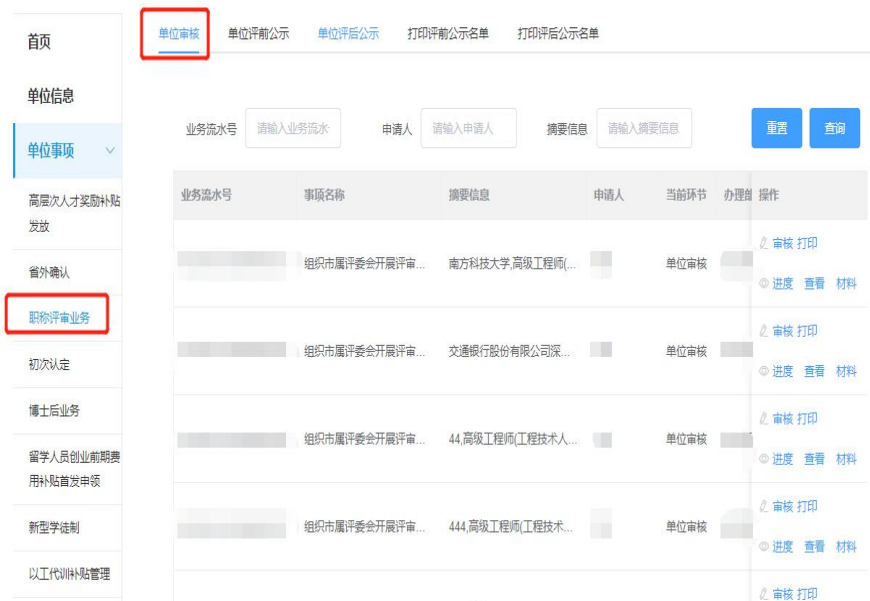 首页
单位信息
单位事项
高层次人才奖励补贴
发放
省外确认
职称评审业务
初次认定
博士后业务
留学人员创业前期费
用补贴首发申领
新型学徒制
以工代训补贴管理
单位审核 单位评前公示 单位评后公示 打印评前公示名单 打印评后公示名单
业务流水号 请输入业务流水 申请人 请输入申请人 摘要信息 请输入摘要信息 重置 查询
业务流水号 事项名称 摘要信息 申请人 当前环节 办理部 操作
组织市属评委会开展评审... 南方科技大学,高级工程师(... 单位审核 审核 打印
进度 查看 材料
组织市属评委会开展评审... 交通银行股份有限公司深... 单位审核 审核 打印
进度 查看 材料
组织市属评委会开展评审... 44,高级工程师(工程技术人... 单位审核 审核 打印
进度 查看 材料
组织市属评委会开展评审... 444,高级工程师(工程技术... 单位审核 审核 打印
进度 查看 材料
审核 打印